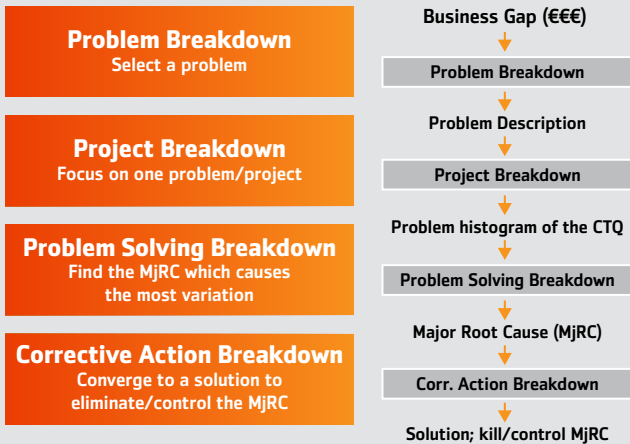 Problem Breakdown
Select a problem
Project Breakdown
Focus on one problem/project
Problem Solving Breakdown
Find the MjRC which causes
the most variation
Corrective Action Breakdown
Converge to a solution to
eliminate/control the MjRC
Business Gap (€€€)
Problem Breakdown
Problem Description
Project Breakdown
Problem histogram of the CTQ
Problem Solving Breakdown
Major Root Cause (MjRC)
Corr. Action Breakdown
Solution; kill/control MjRC